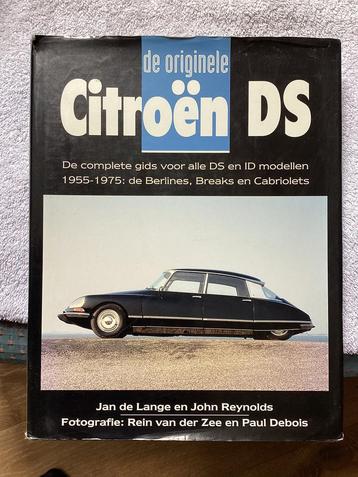 de originele
Citroën DS
De complete gids voor alle DS en ID modellen
1955-1975: de Berlines, Breaks en Cabriolets
Jan de Lange en John Reynolds
Fotografie: Rein van der Zee en Paul Debois